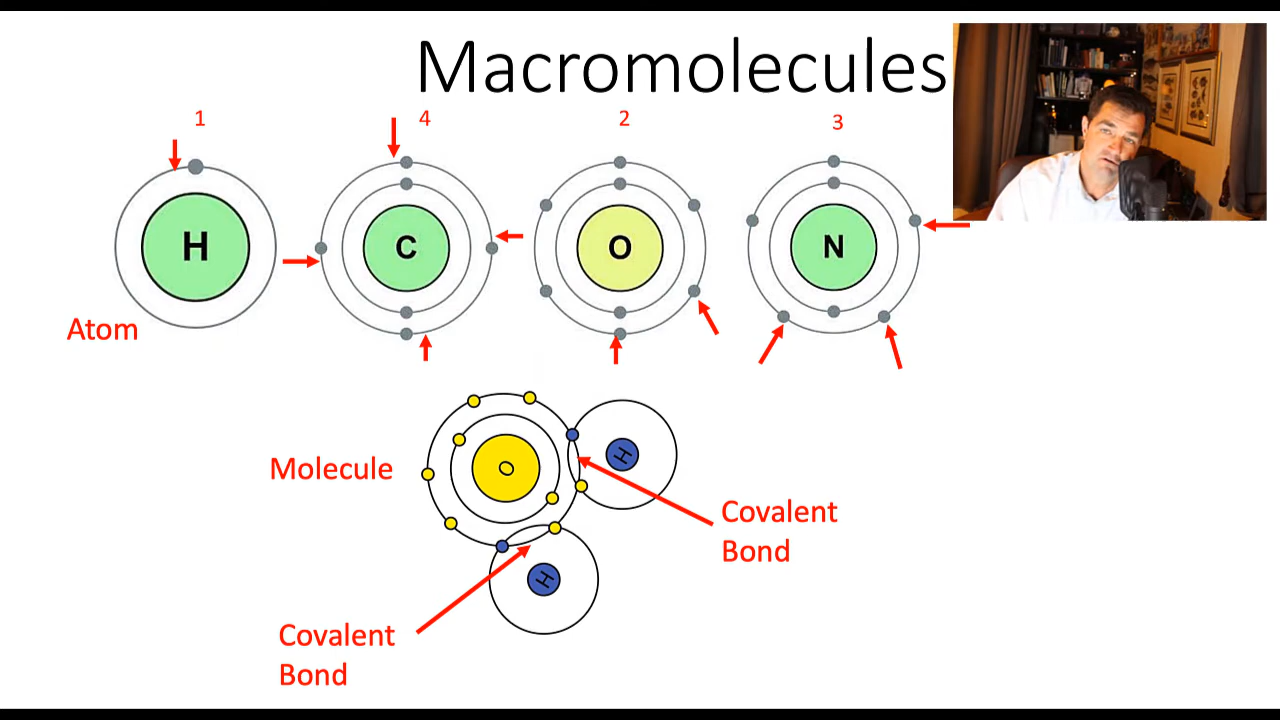 Macromolecules
1
4
2
3
H
C
O
N
Atom
O
H
Molecule
Covalent
Bond
H
Covalent
Bond